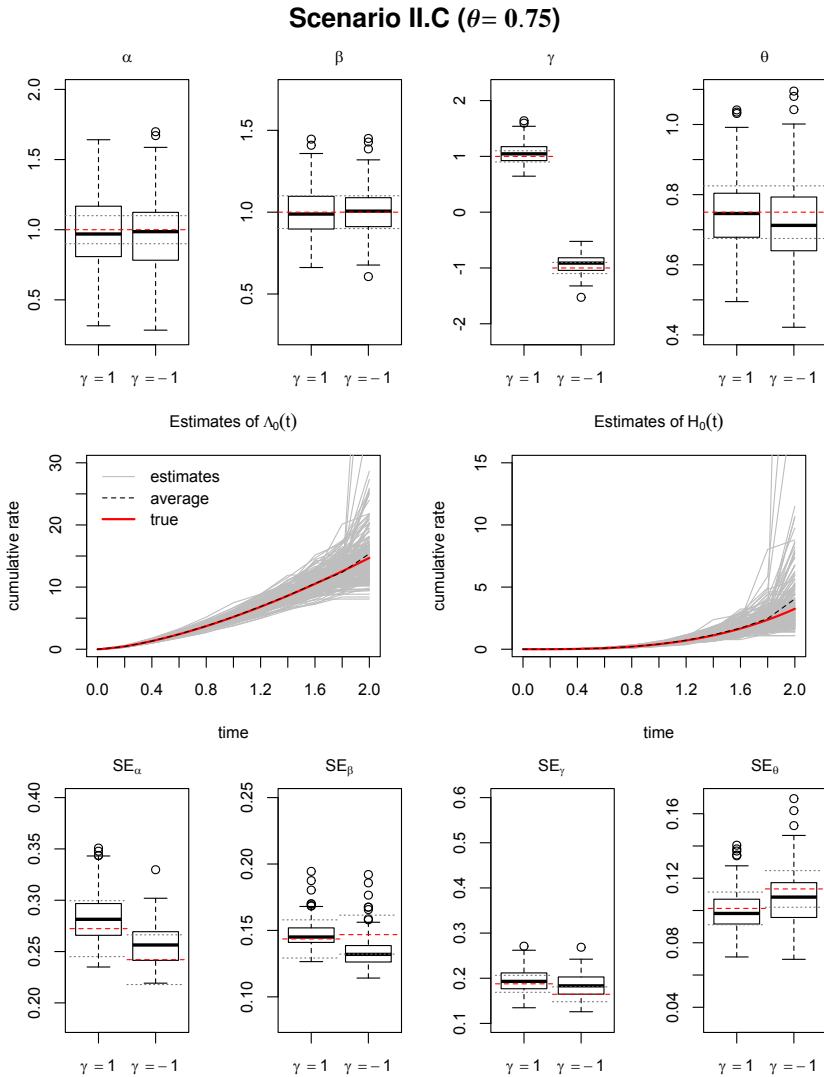 Scenario II.C (θ= 0.75)
α
β
γ
θ
2.0
1.5
1.0
0.5
1.5
1.0
0.5
2
1
0
-1
-2
1.0
0.8
0.6
0.4
γ = 1
γ = − 1
γ = 1
γ = − 1
γ = 1
γ = − 1
γ = 1
γ = − 1
Estimates of Λ₀(t)
Estimates of H₀(t)
cumulative rate
30
20
10
0
estimates
average
true
0.0
0.4
0.8
1.2
1.6
2.0
time
cumulative rate
15
10
5
0
0.0
0.4
0.8
1.2
1.6
2.0
time
SEα
SEβ
SEγ
SEθ
0.40
0.35
0.30
0.25
0.20
0.25
0.20
0.15
0.10
0.6
0.5
0.4
0.3
0.2
0.1
0.16
0.12
0.08
0.04
γ = 1
γ = − 1
γ = 1
γ = − 1
γ = 1
γ = − 1
γ = 1
γ = − 1